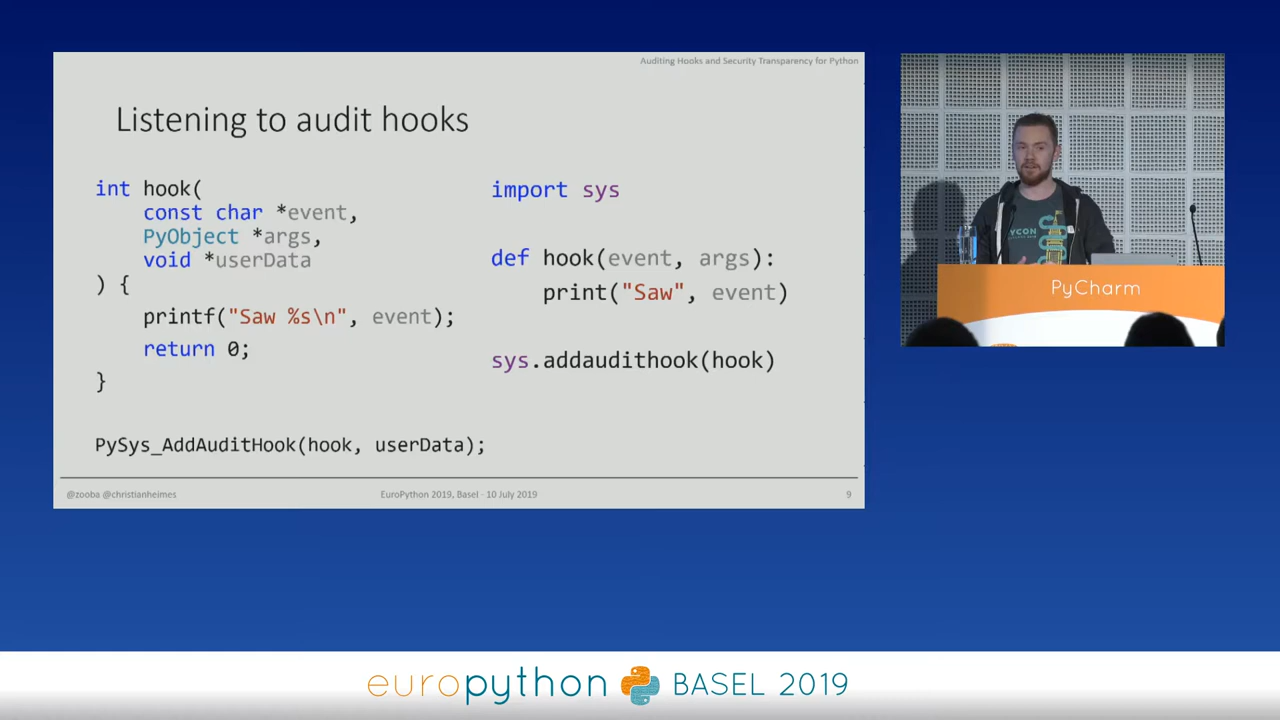 Auditing Hooks and Security Transparency for Python
Listening to audit hooks
int hook(
const char *event,
PyObject *args,
void *userData
) {
printf("Saw %s\n", event);
return 0;
}
PySys_AddAuditHook(hook, userData);
import sys
def hook(event, args):
print("Saw", event)
sys.addaudithook(hook)
@zooba @christianheimes
EuroPython 2019, Basel · 10 July 2019
9
PYCON
PyCharm
europython BASEL 2019